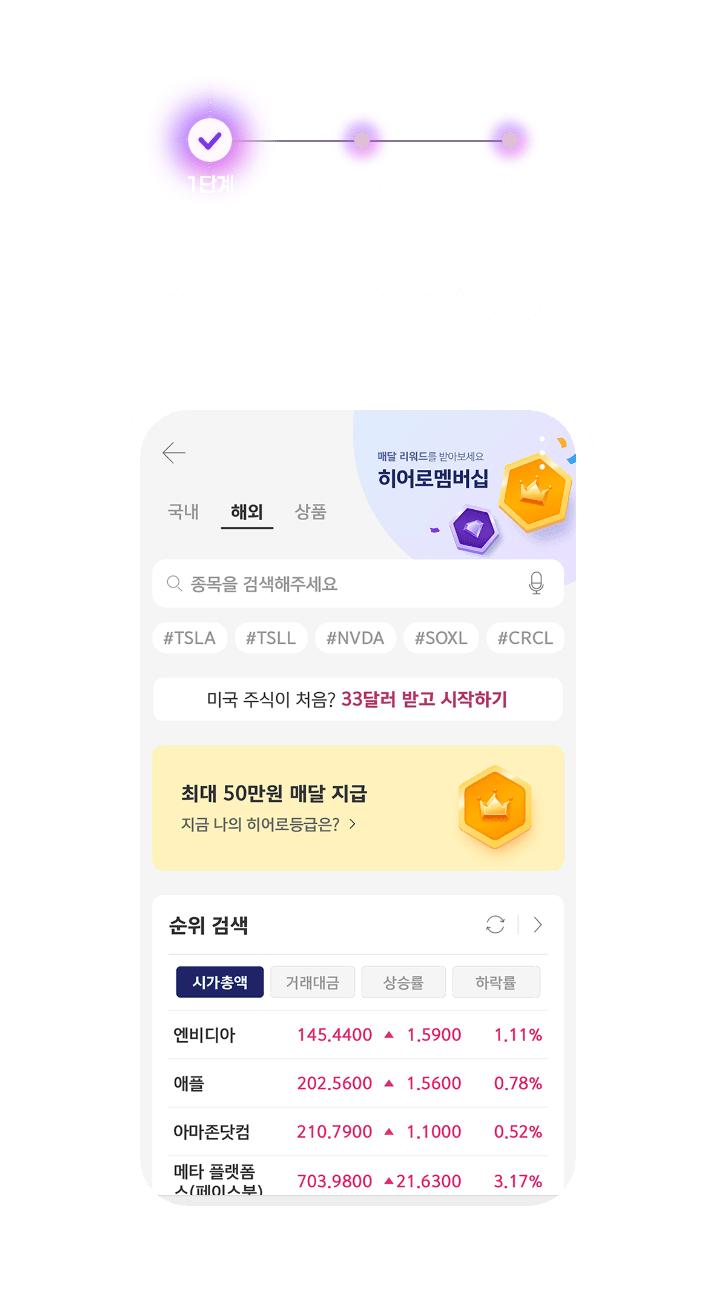 1단계
매달 리워드를 받아보세요
히어로멤버십
국내 해외 상품
종목을 검색해주세요
#TSLA #TSLL #NVDA #SOXL #CRCL
미국 주식이 처음? 33달러 받고 시작하기
최대 50만원 매달 지급
지금 나의 히어로등급은? >
순위 검색
시가총액 거래대금 상승률 하락률
엔비디아 145.4400 ▲ 1.5900 1.11%
애플 202.5600 ▲ 1.5600 0.78%
아마존닷컴 210.7900 ▲ 1.1000 0.52%
메타 플랫폼 703.9800 ▲21.6300 3.17%
스(페이스북)